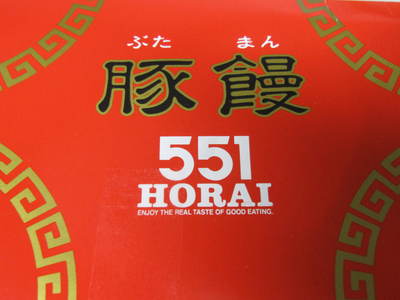 ぶた まん
豚饅
551
HORAI
ENJOY THE REAL TASTE OF GOOD EATING.